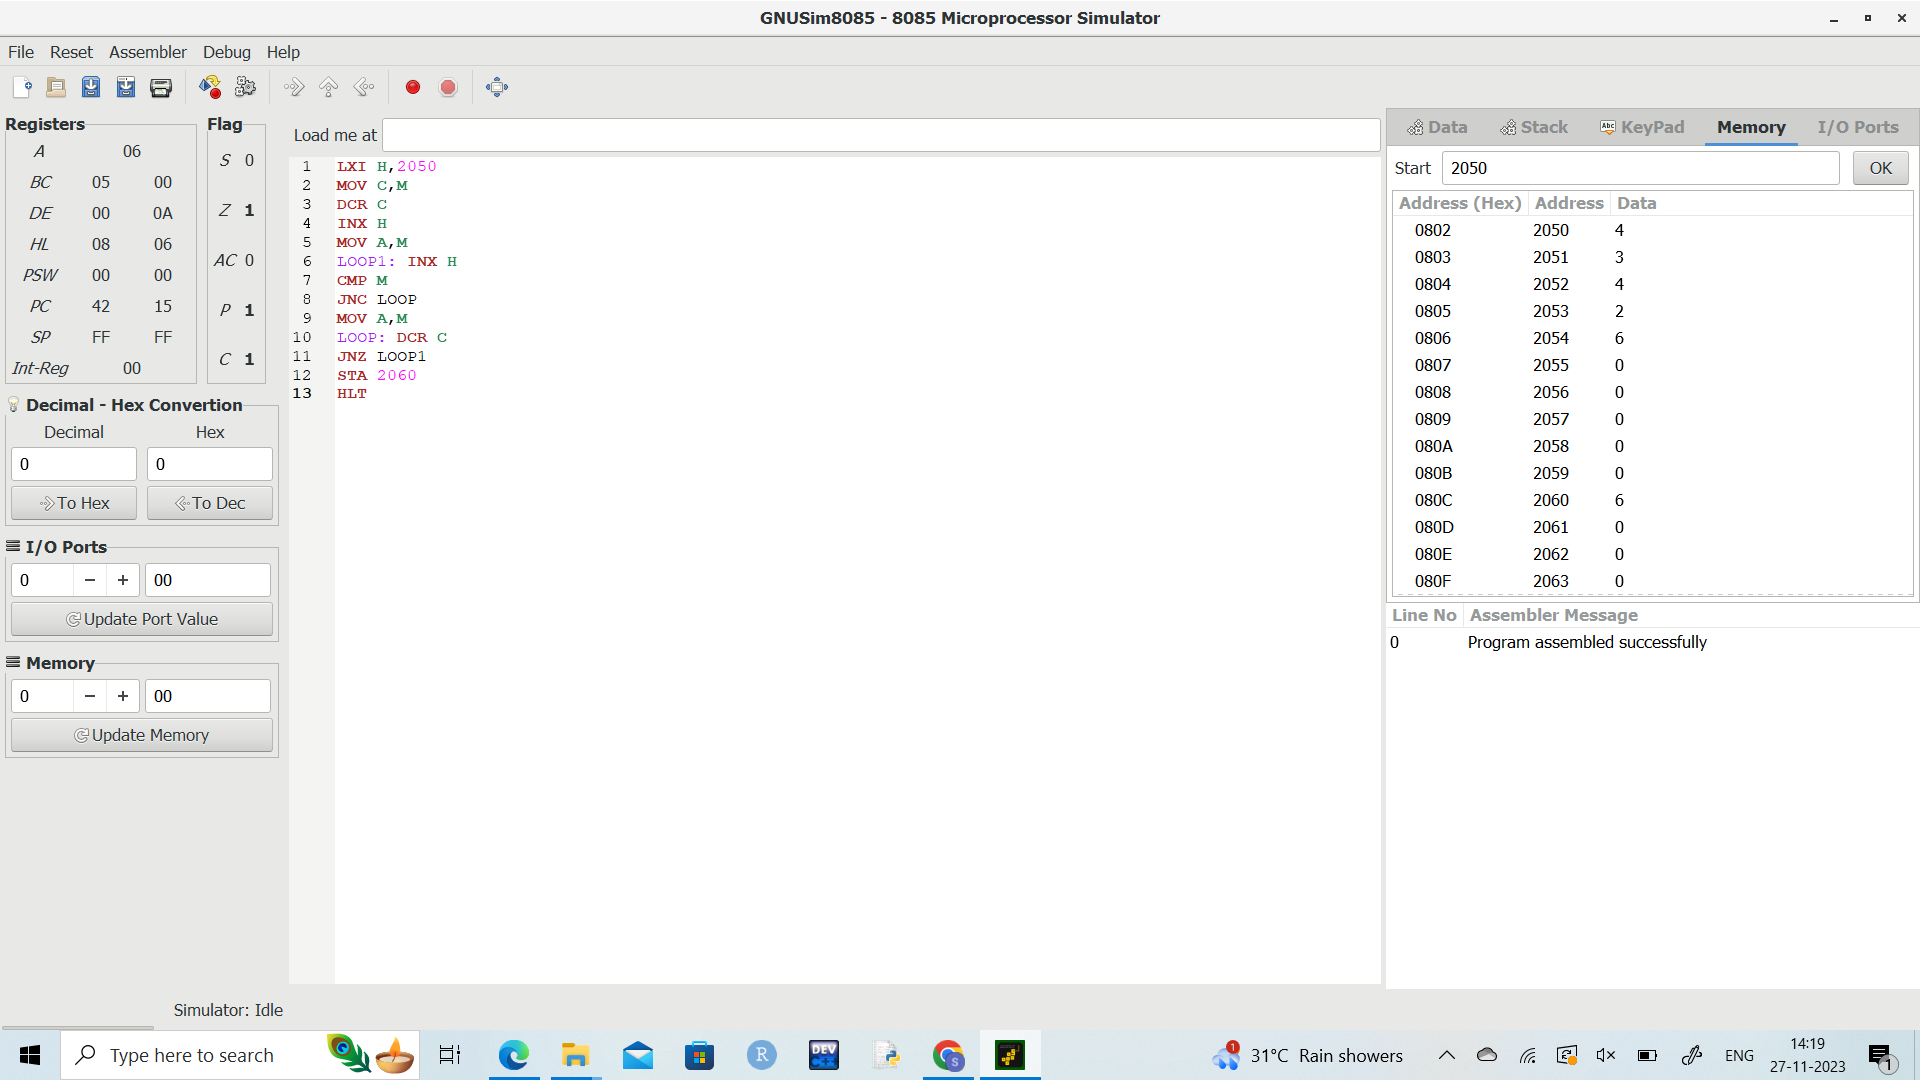 GNUSim8085 - 8085 Microprocessor Simulator
File Reset Assembler Debug Help
Registers
A 06
BC 05 00
DE 00 0A
HL 08 06
PSW 00 00
PC 42 15
SP FF FF
Int-Reg 00
Flag
S 0
Z 1
AC 0
P 1
C 1
Decimal - Hex Convertion
Decimal Hex
0 0
To Hex To Dec
I/O Ports
0 − + 00
Update Port Value
Memory
0 − + 00
Update Memory
Load me at
1 LXI H,2050
2 MOV C,M
3 DCR C
4 INX H
5 MOV A,M
6 LOOP1: INX H
7 CMP M
8 JNC LOOP
9 MOV A,M
10 LOOP: DCR C
11 JNZ LOOP1
12 STA 2060
13 HLT
Data Stack Abc KeyPad Memory I/O Ports
Start 2050 OK
Address (Hex) Address Data
0802 2050 4
0803 2051 3
0804 2052 4
0805 2053 2
0806 2054 6
0807 2055 0
0808 2056 0
0809 2057 0
080A 2058 0
080B 2059 0
080C 2060 6
080D 2061 0
080E 2062 0
080F 2063 0
Line No Assembler Message
0 Program assembled successfully
Simulator: Idle
Type here to search
R
DEV
C++
S
1
31°C Rain showers
ENG
14:19
27-11-2023
1